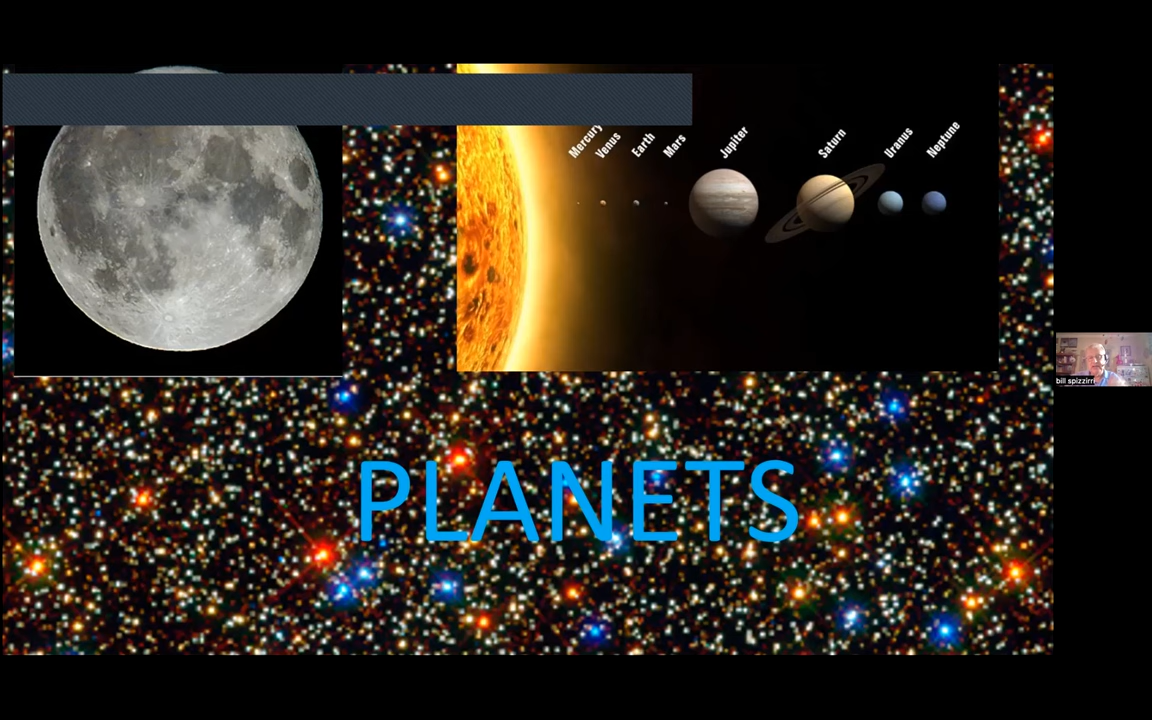 Mercury
Venus
Earth
Mars
Jupiter
Saturn
Uranus
Neptune
bill spizzirri
PLANETS